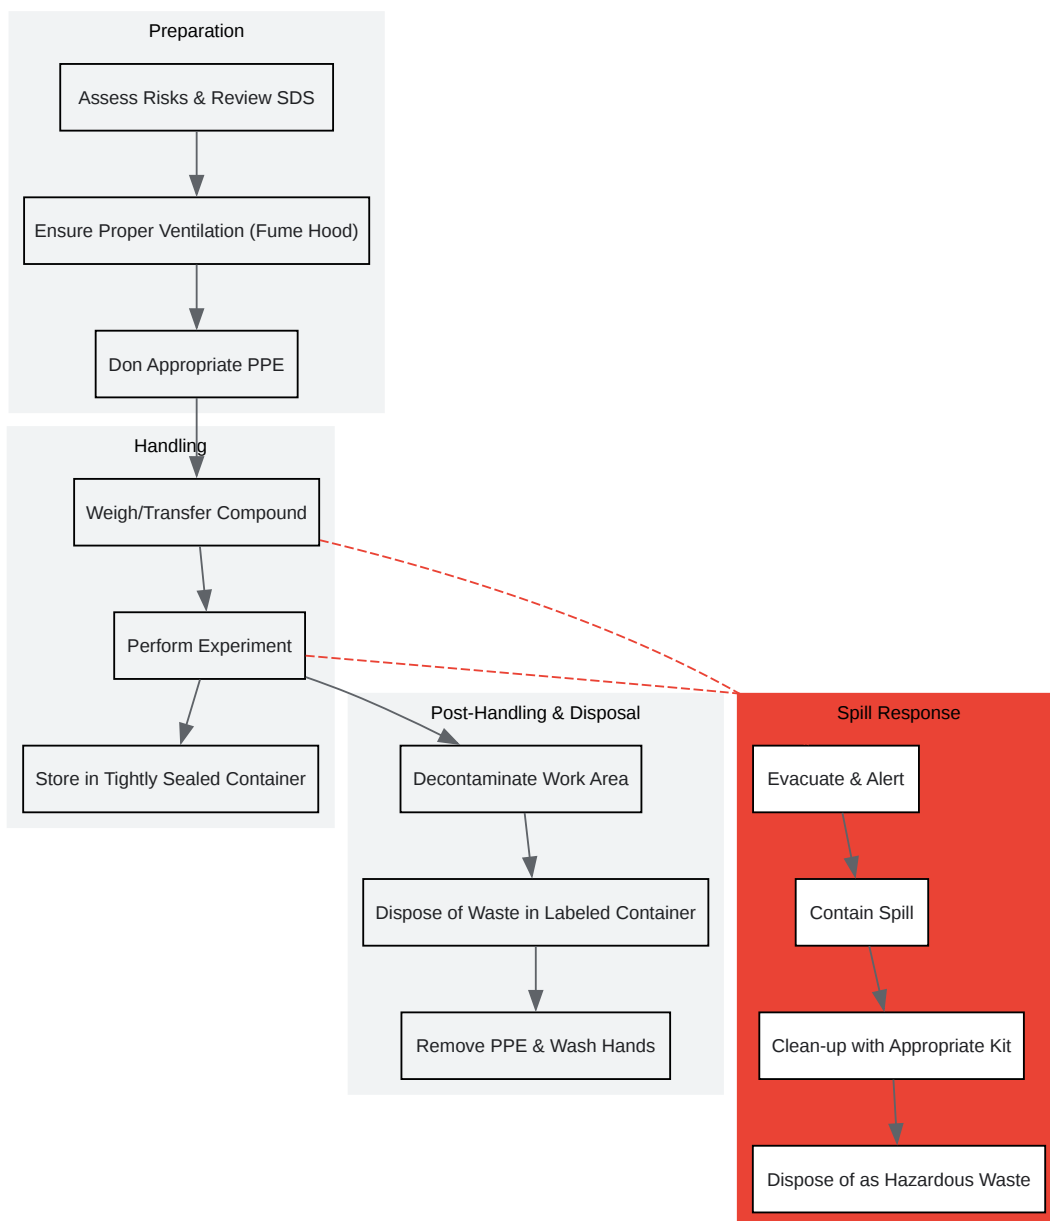 Preparation
Assess Risks & Review SDS
Ensure Proper Ventilation (Fume Hood)
Don Appropriate PPE
Handling
Weigh/Transfer Compound
Perform Experiment
Store in Tightly Sealed Container
Post-Handling & Disposal
Decontaminate Work Area
Dispose of Waste in Labeled Container
Remove PPE & Wash Hands
Spill Response
Evacuate & Alert
Contain Spill
Clean-up with Appropriate Kit
Dispose of as Hazardous Waste